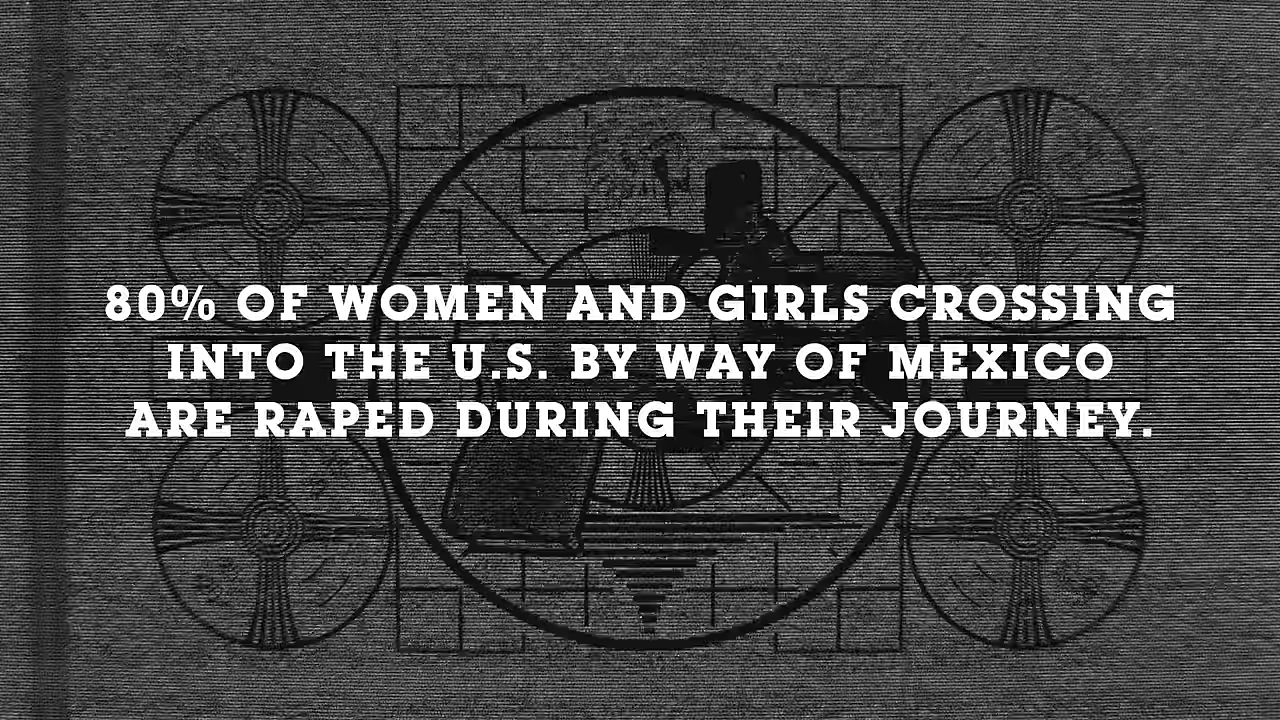 80% OF WOMEN AND GIRLS CROSSING
INTO THE U.S. BY WAY OF MEXICO
ARE RAPED DURING THEIR JOURNEY.